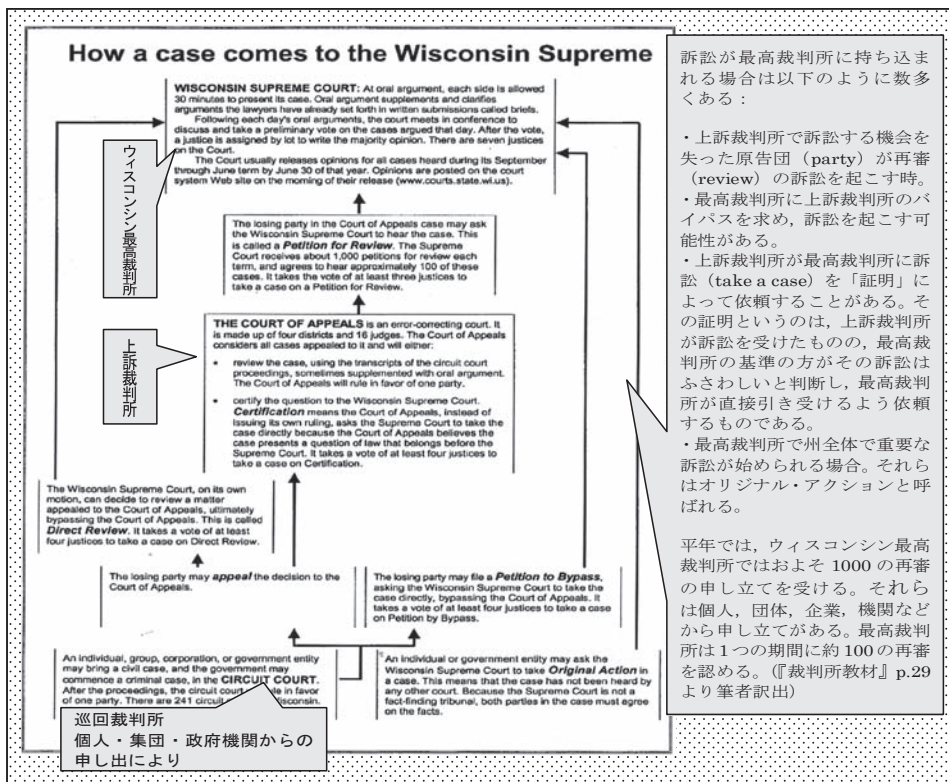 How a case comes to the Wisconsin Supreme
WISCONSIN SUPREME COURT: At oral argument, each side is allowed
30 minutes to present its case. Oral argument supplements and clarifies
arguments the lawyers have already set forth in written submissions called briefs.
Following each day's oral arguments, the court meets in conference to
discuss and take a preliminary vote on the cases argued that day. After the vote,
a justice is assigned by lot to write the majority opinion. There are seven justices
on the Court.
The Court usually releases opinions for all cases heard during its September
through June term by June 30 of that year. Opinions are posted on the court
system Web site on the morning of their release (www.courts.state.wi.us).
ウィスコンシン最高裁判所
The losing party in the Court of Appeals case may ask
the Wisconsin Supreme Court to hear the case. This
is called a Petition for Review. The Supreme
Court receives about 1,000 petitions for review each
term, and agrees to hear approximately 100 of these
cases. It takes the vote of at least three justices to
take a case on a Petition for Review.
上訴裁判所
THE COURT OF APPEALS is an error-correcting court. It
is made up of four districts and 16 judges. The Court of Appeals
considers all cases appealed to it and will either:
• review the case, using the transcripts of the circuit court
proceedings, sometimes supplemented with oral argument.
The Court of Appeals will rule in favor of one party.
• certify the question to the Wisconsin Supreme Court.
Certification means the Court of Appeals, instead of
issuing its own ruling, asks the Supreme Court to take the
case directly because the Court of Appeals believes the
case presents a question of law that belongs before the
Supreme Court. It takes a vote of at least four justices to
take a case on Certification.
The Wisconsin Supreme Court, on its own
motion, can decide to review a matter
appealed to the Court of Appeals, ultimately
bypassing the Court of Appeals. This is called
Direct Review. It takes a vote of at least
four justices to take a case on Direct Review.
The losing party may appeal the decision to the
Court of Appeals.
The losing party may file a Petition to Bypass,
asking the Wisconsin Supreme Court to take the
case directly, bypassing the Court of Appeals. It
takes a vote of at least four justices to take a case
on Petition to Bypass.
An individual, group, corporation, or government entity
may bring a civil case, and the government may
commence a criminal case, in the CIRCUIT COURT.
After the proceedings, the circuit court rule in favor
of one party. There are 241 circuit Wisconsin.
An individual or government entity may ask the
Wisconsin Supreme Court to take Original Action in
a case. This means that the case has not been heard by
any other court. Because the Supreme Court is not a
fact-finding tribunal, both parties in the case must agree
on the facts.
巡回裁判所
個人・集団・政府機関からの
申し出により
訴訟が最高裁判所に持ち込ま
れる場合は以下のように数多
くある：
・上訴裁判所で訴訟する機会を
失った原告団（party）が再審
（review）の訴訟を起こす時。
・最高裁判所に上訴裁判所のバ
イパスを求め，訴訟を起こす可
能性がある。
・上訴裁判所が最高裁判所に訴
訟（take a case）を「証明」に
よって依頼することがある。そ
の証明というのは，上訴裁判所
が訴訟を受けたものの，最高裁
判所の基準の方がその訴訟は
ふさわしいと判断し，最高裁判
所が直接引き受けるよう依頼
するものである。
・最高裁判所で州全体で重要な
訴訟が始められる場合。それら
はオリジナル・アクションと呼
ばれる。
平年では，ウィスコンシン最高
裁判所ではおよそ 1000 の再審
の申し立てを受ける。それら
は個人，団体，企業，機関など
から申し立てがある。最高裁判
所は 1 つの期間に約 100 の再審
を認める。（『裁判所教材』p.29
より筆者訳出）